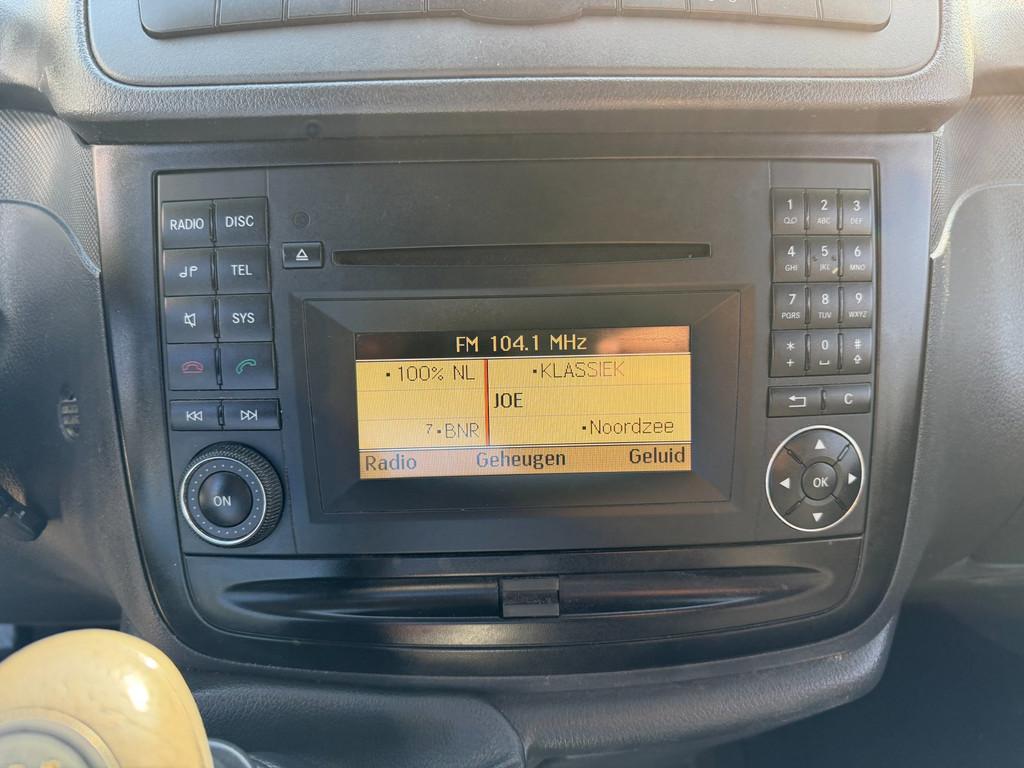 RADIO DISC
TEL
SYS
ON
FM 104.1 MHz
100% NL
KLASSIEK
JOE
7 BNR
Noordzee
Radio Geheugen Geluid
1 2 3
QO ABC DEF
4 5 6
GHI JKL MNO
7 8 9
PQRS TUV WXYZ
* 0 #
+
C
OK